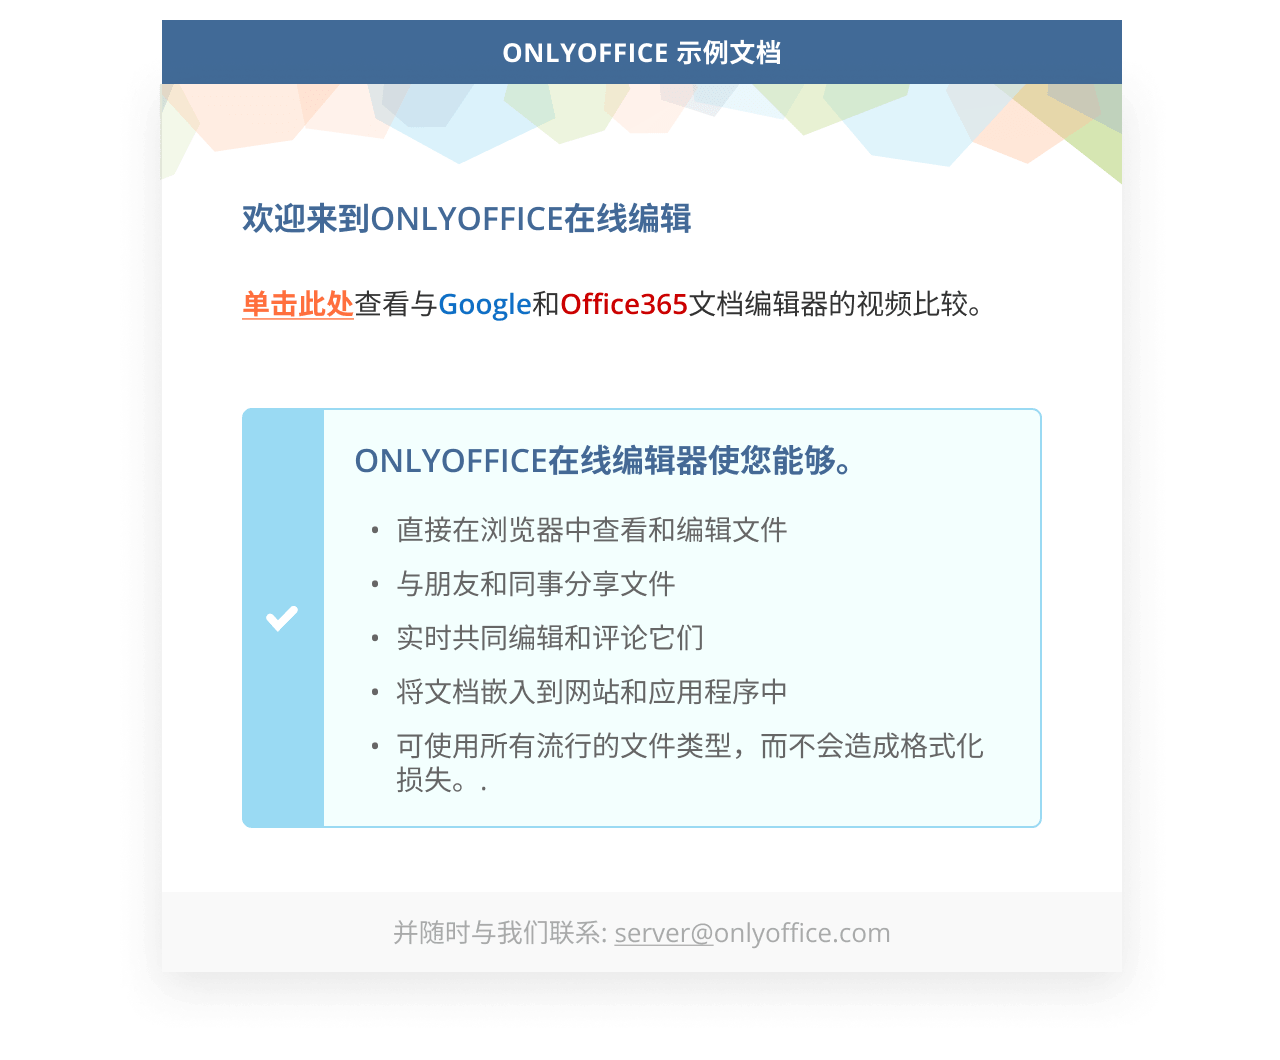 ONLYOFFICE 示例文档
欢迎来到ONLYOFFICE在线编辑
单击此处查看与Google和Office365文档编辑器的视频比较。
ONLYOFFICE在线编辑器使您能够。
• 直接在浏览器中查看和编辑文件
• 与朋友和同事分享文件
• 实时共同编辑和评论它们
• 将文档嵌入到网站和应用程序中
• 可使用所有流行的文件类型，而不会造成格式化
损失。.
并随时与我们联系: server@onlyoffice.com